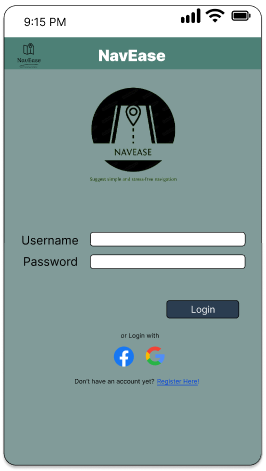 9:15 PM
NavEase
NavEase
NAVEASE
Suggest simple and stress-free navigation
Username
Password
Login
or Login with
Don't have an account yet? Register Here!